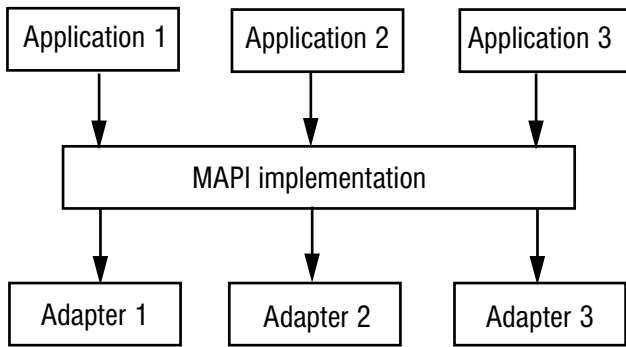 Application 1
Application 2
Application 3
MAPI implementation
Adapter 1
Adapter 2
Adapter 3